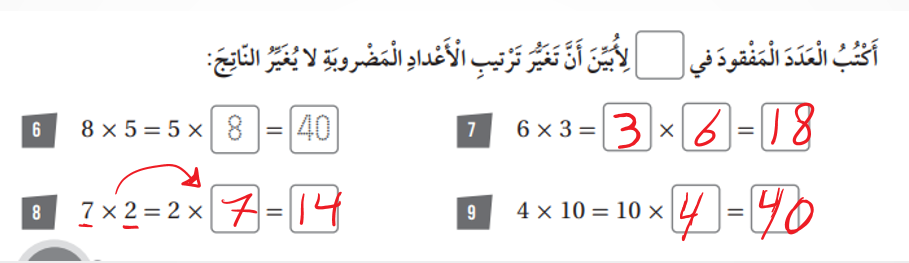 أَكْتُبُ الْعَدَدَ الْمَفْقودَ في □ لِأُبَيِّنَ أَنَّ تَغَيُّرَ تَرْتيبِ الْأَعْدادِ الْمَضْروبَةِ لا يُغَيِّرُ النّاتِجَ:
6 8 × 5 = 5 × 8 = 40
7 6 × 3 = 3 × 6 = 18
8 7 × 2 = 2 × 7 = 14
9 4 × 10 = 10 × 4 = 40